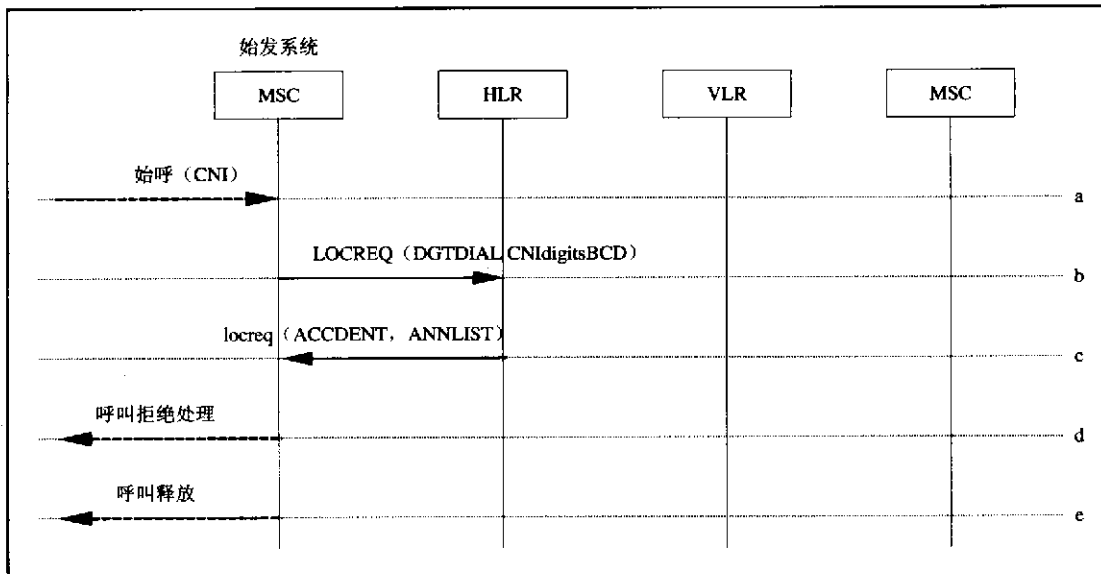 始发系统
MSC HLR VLR MSC
始呼（CNI）
a
LOCREQ（DGTDIAL,CNIdigitsBCD）
b
locreq（ACCDENT，ANNLIST）
c
呼叫拒绝处理
d
呼叫释放
e